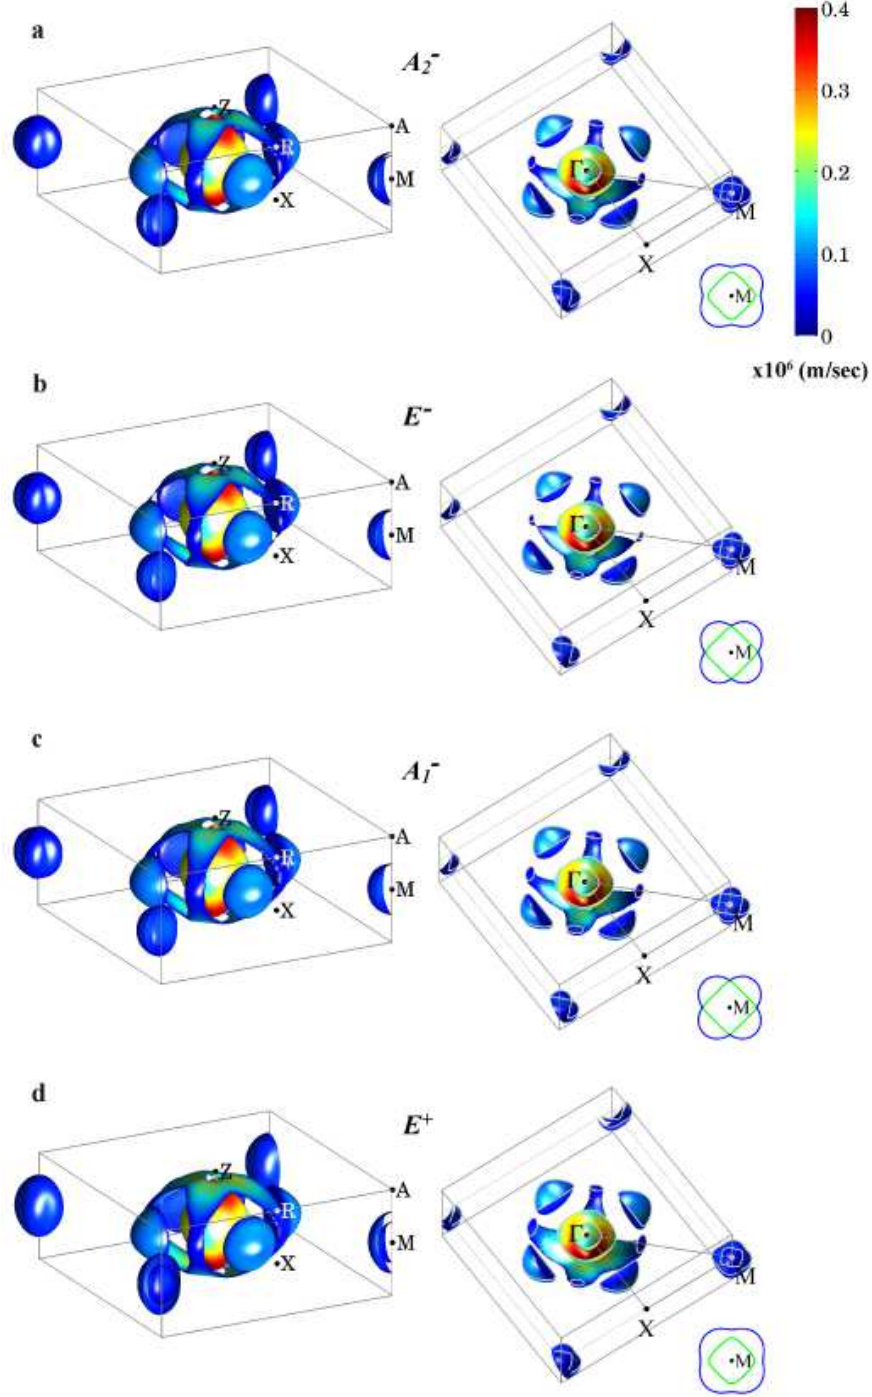 a
A₂⁻
0.4
0.3
0.2
0.1
0
x10⁶ (m/sec)
Z
A
R
M
X
Γ
M
X
M
b
E⁻
Z
A
R
M
X
Γ
M
X
M
c
A₁⁻
Z
A
R
M
X
Γ
M
X
M
d
E⁺
Z
A
R
M
X
Γ
M
X
M